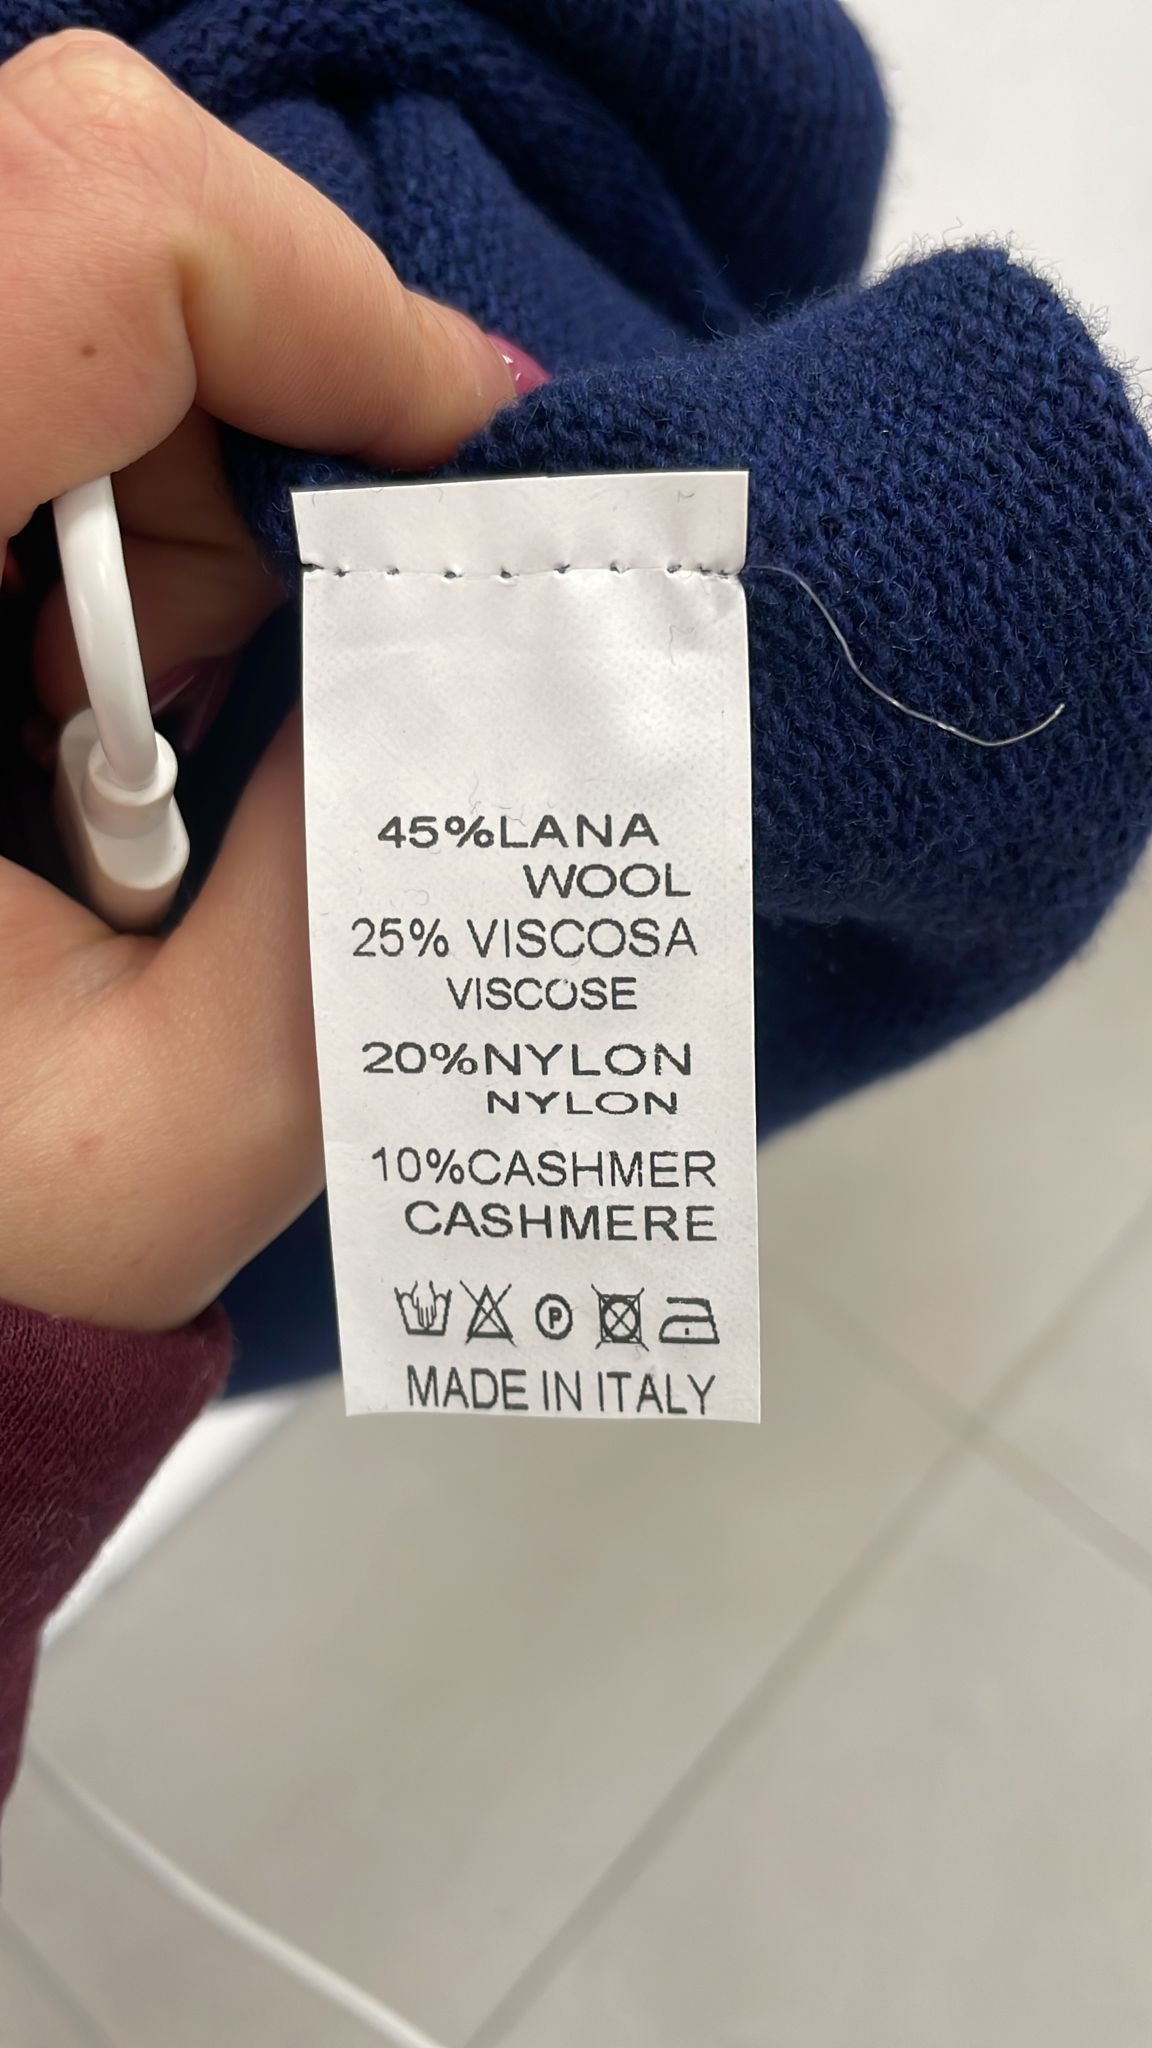 45%LANA
WOOL
25% VISCOSA
VISCOSE
20%NYLON
NYLON
10%CASHMER
CASHMERE
P
MADE IN ITALY